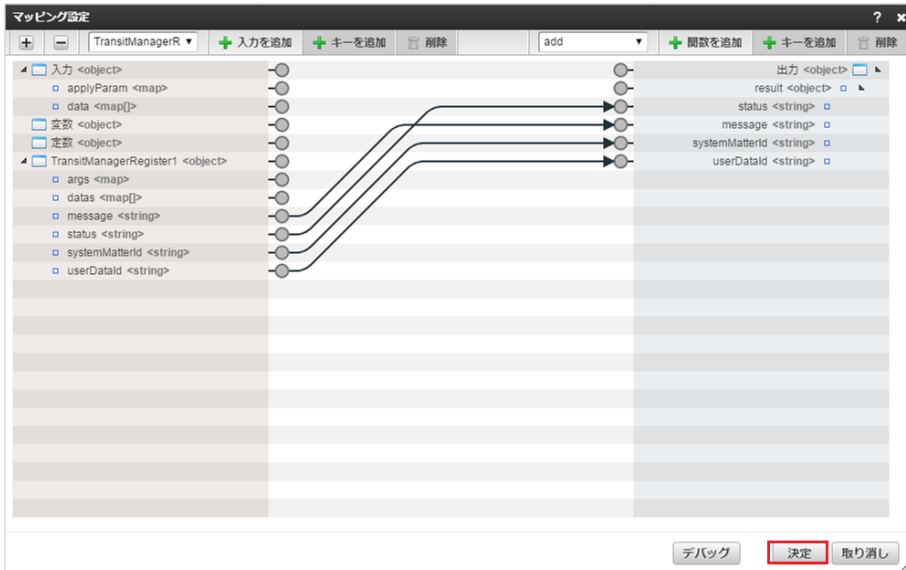 マッピング設定 ?
TransitManagerR 入力を追加 キーを追加 削除 add 関数を追加 キーを追加 削除
入力 <object> 出力 <object>
applyParam <map> result <object>
data <map[]> status <string>
変数 <object> message <string>
定数 <object> systemMatterId <string>
TransitManagerRegister1 <object> userDataId <string>
args <map>
datas <map[]>
message <string>
status <string>
systemMatterId <string>
userDataId <string>
デバッグ 決定 取り消し